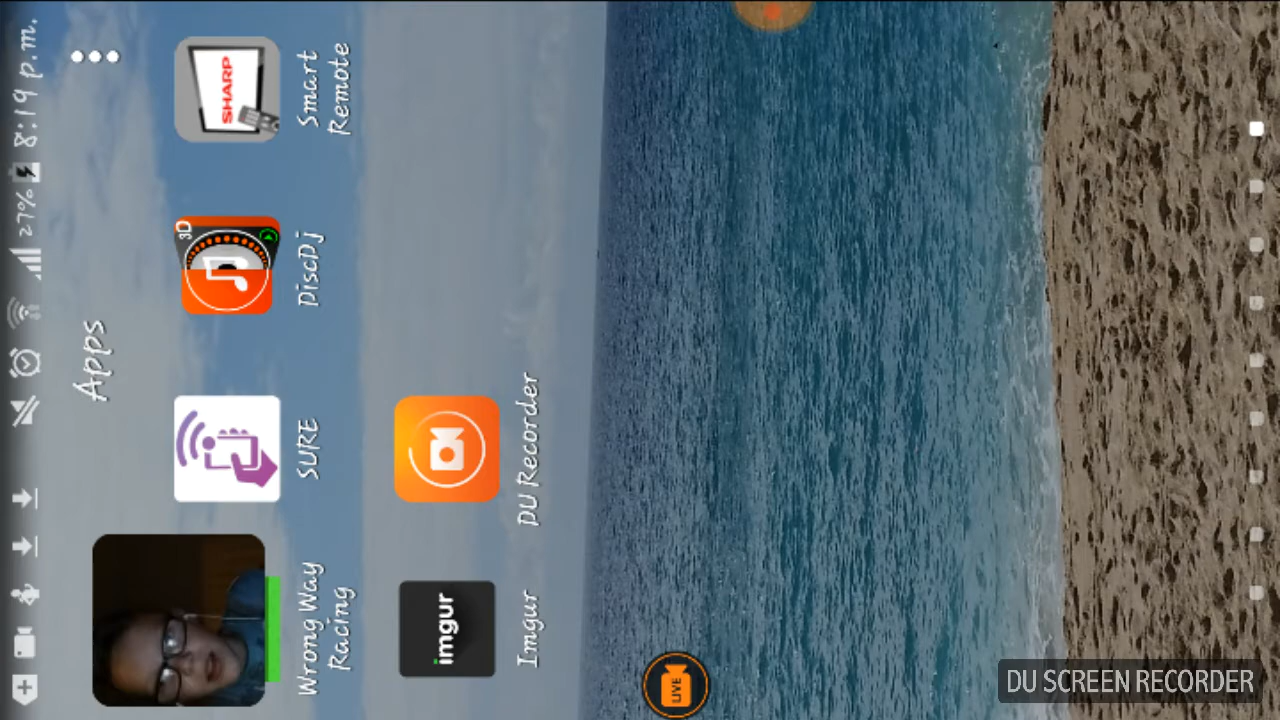 27% 8:19 p.m.
Apps
Wrong Way
Racing
SURE
DiscDj
3D
Smart
Remote
SHARP
imgur
Imgur
DU Recorder
LIVE
DU SCREEN RECORDER